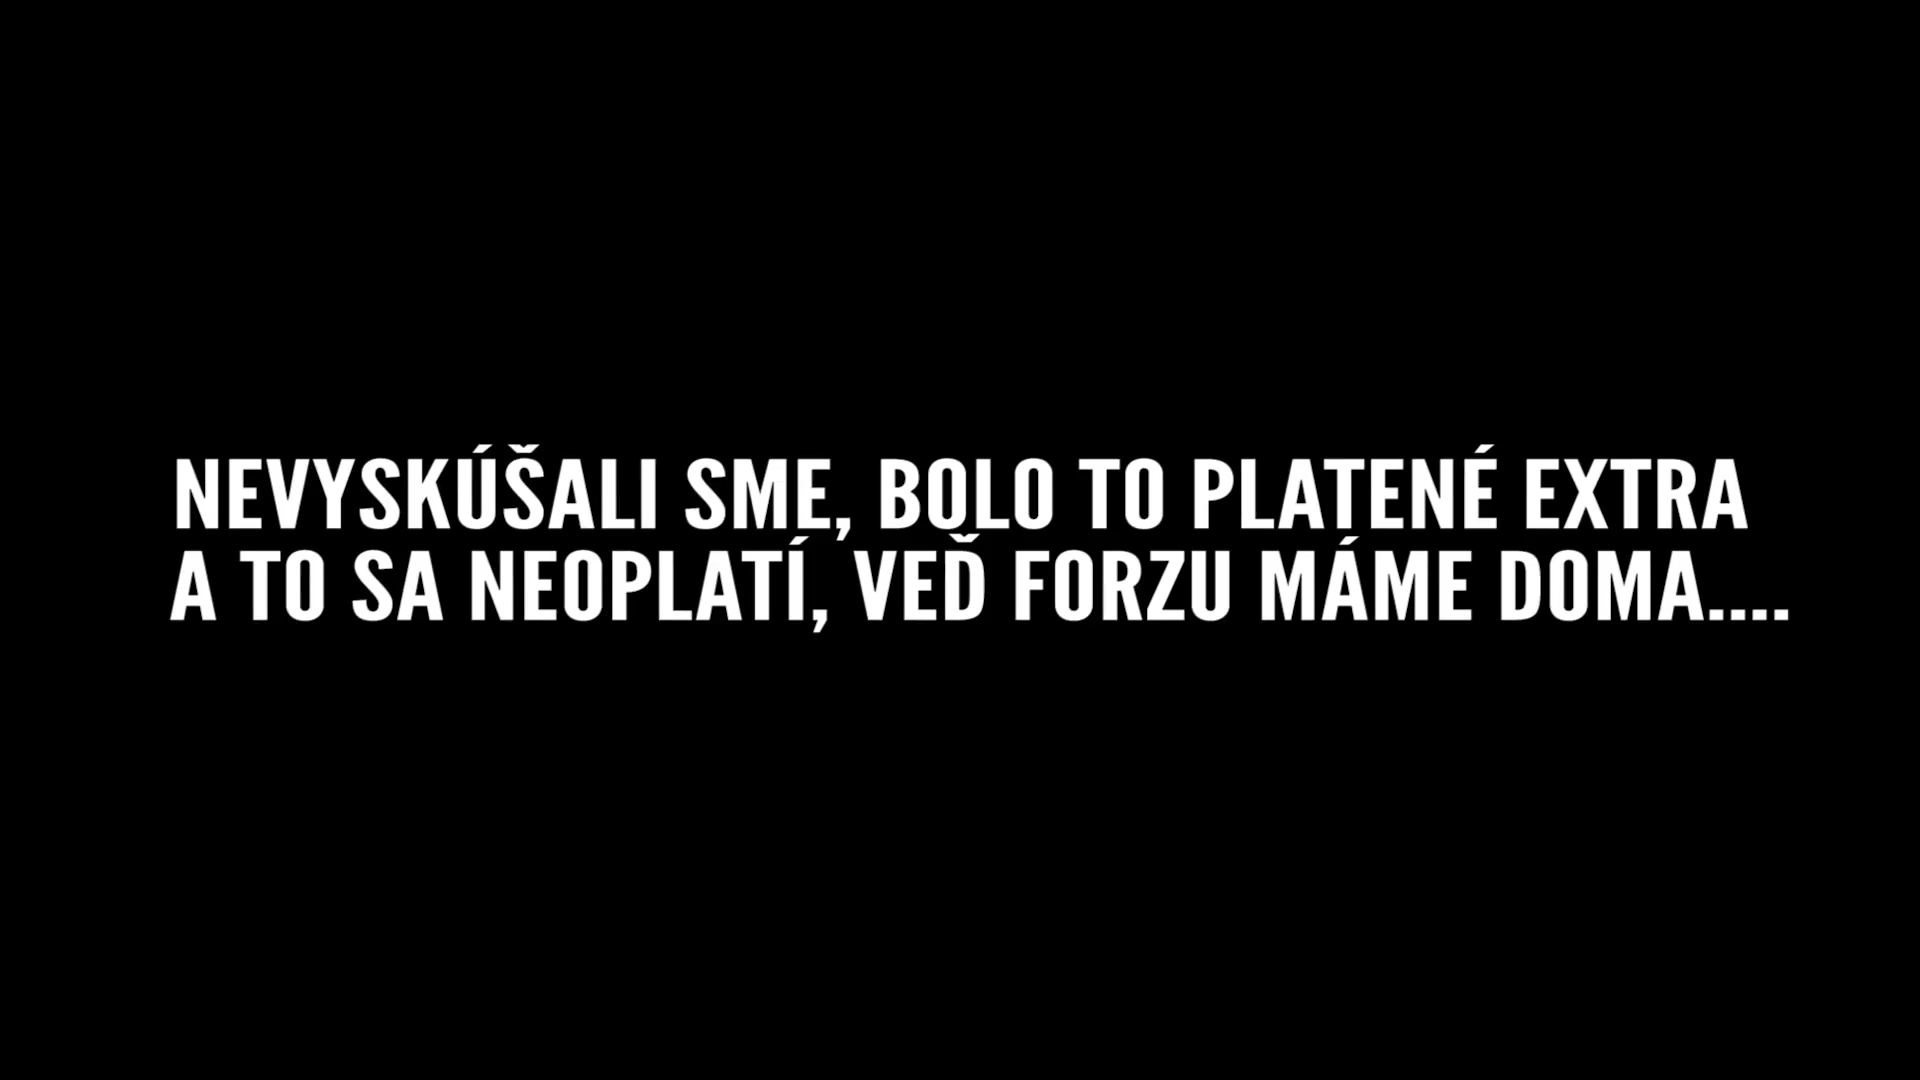 NEVYSKÚŠALI SME, BOLO TO PLATENÉ EXTRA
A TO SA NEOPLATÍ, VEĎ FORZU MÁME DOMA....